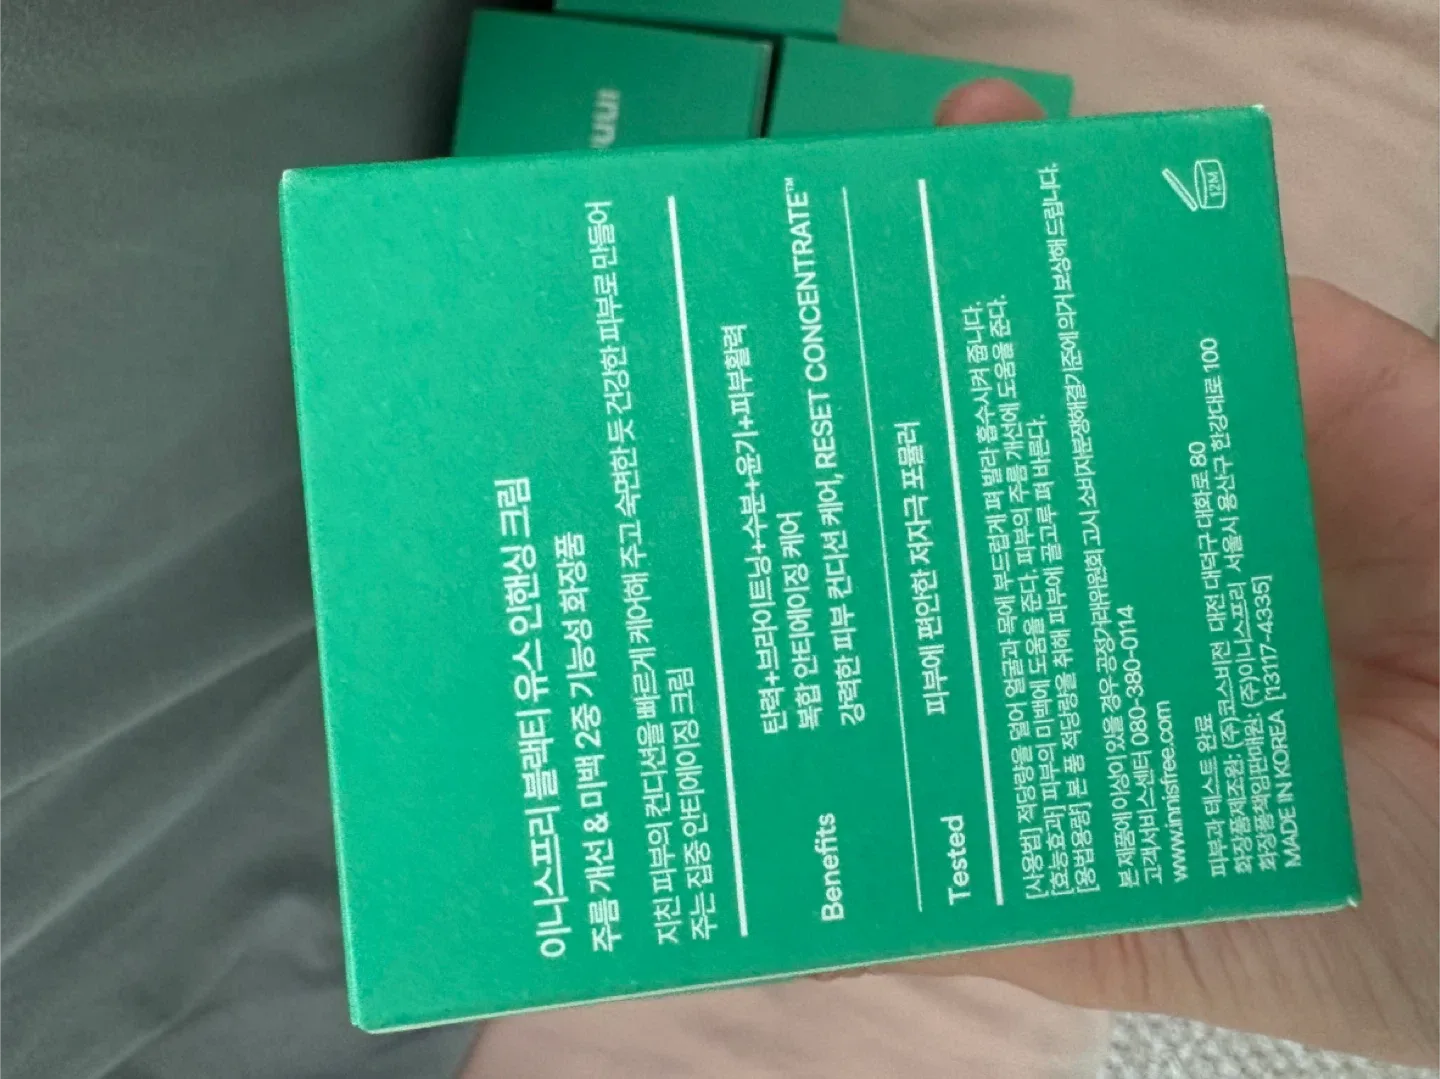 이니스프리 블랙티 유스 인핸싱 크림
주름 개선 & 미백 2중 기능성 화장품
지친 피부의 컨디션을 빠르게 케어해 주고 숙면한 듯 건강한 피부로 만들어
주는 집중 안티에이징 크림
Benefits
탄력+브라이트닝+수분+윤기+피부활력
복합 안티에이징 케어
강력한 피부 컨디션 케어, RESET CONCENTRATE™
Tested
피부에 편안한 저자극 포뮬러
[사용법] 적당량을 덜어 얼굴과 목에 부드럽게 펴 발라 흡수시켜 줍니다.
[효능효과] 피부의 미백에 도움을 준다. 피부의 주름 개선에 도움을 준다.
[용법용량] 본 품 적당량을 취해 피부에 골고루 펴 바른다.
본 제품에 이상이 있을 경우 공정거래위원회 고시 소비자분쟁해결기준에 의거 보상해 드립니다.
고객서비스센터 080-380-0114
www.innisfree.com
피부과 테스트 완료
화장품제조원: (주)코스비전 대전 대덕구 대화로 80
화장품책임판매원: (주)이니스프리 서울시 용산구 한강대로 100
MADE IN KOREA [13117-4335]
12M
inn